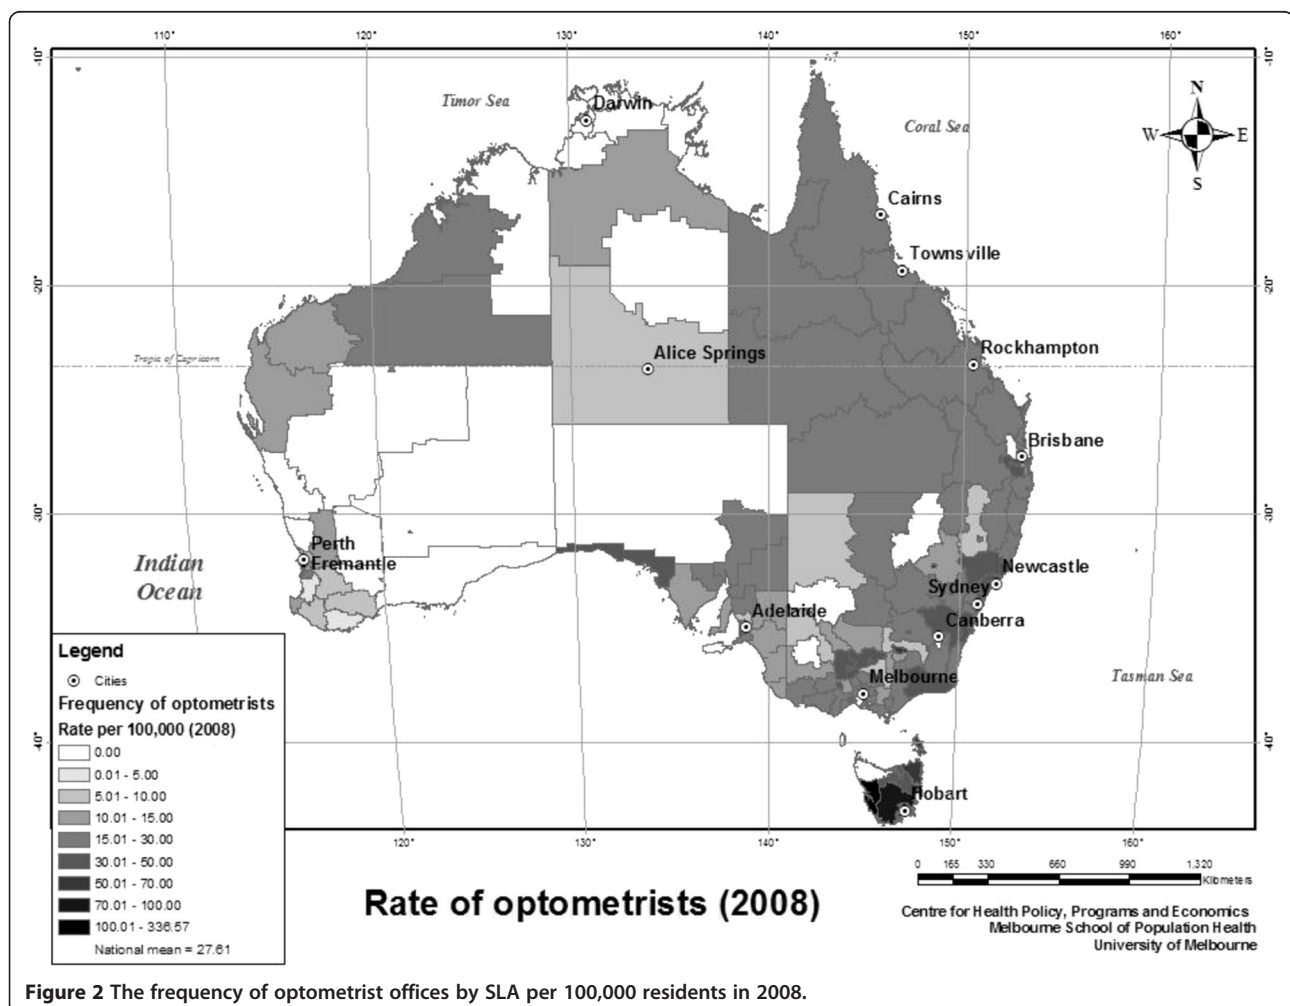 110°
120°
130°
140°
150°
160°
-10°
-10°
Timor Sea
Darwin
Coral Sea
N
W
E
S
Cairns
Townsville
-20°
-20°
Tropic of Capricorn
Alice Springs
Rockhampton
Brisbane
-30°
-30°
Indian
Ocean
Perth
Fremantle
Newcastle
Sydney
Adelaide
Canberra
Melbourne
Tasman Sea
-40°
-40°
Hobart
Legend
Cities
Frequency of optometrists
Rate per 100,000 (2008)
0.00
0.01 - 5.00
5.01 - 10.00
10.01 - 15.00
15.01 - 30.00
30.01 - 50.00
50.01 - 70.00
70.01 - 100.00
100.01 - 336.57
National mean = 27.61
120°
130°
140°
150°
160°
0 165 330 660 990 1,320
Kilometers
Rate of optometrists (2008)
Centre for Health Policy, Programs and Economics
Melbourne School of Population Health
University of Melbourne
Figure 2 The frequency of optometrist offices by SLA per 100,000 residents in 2008.